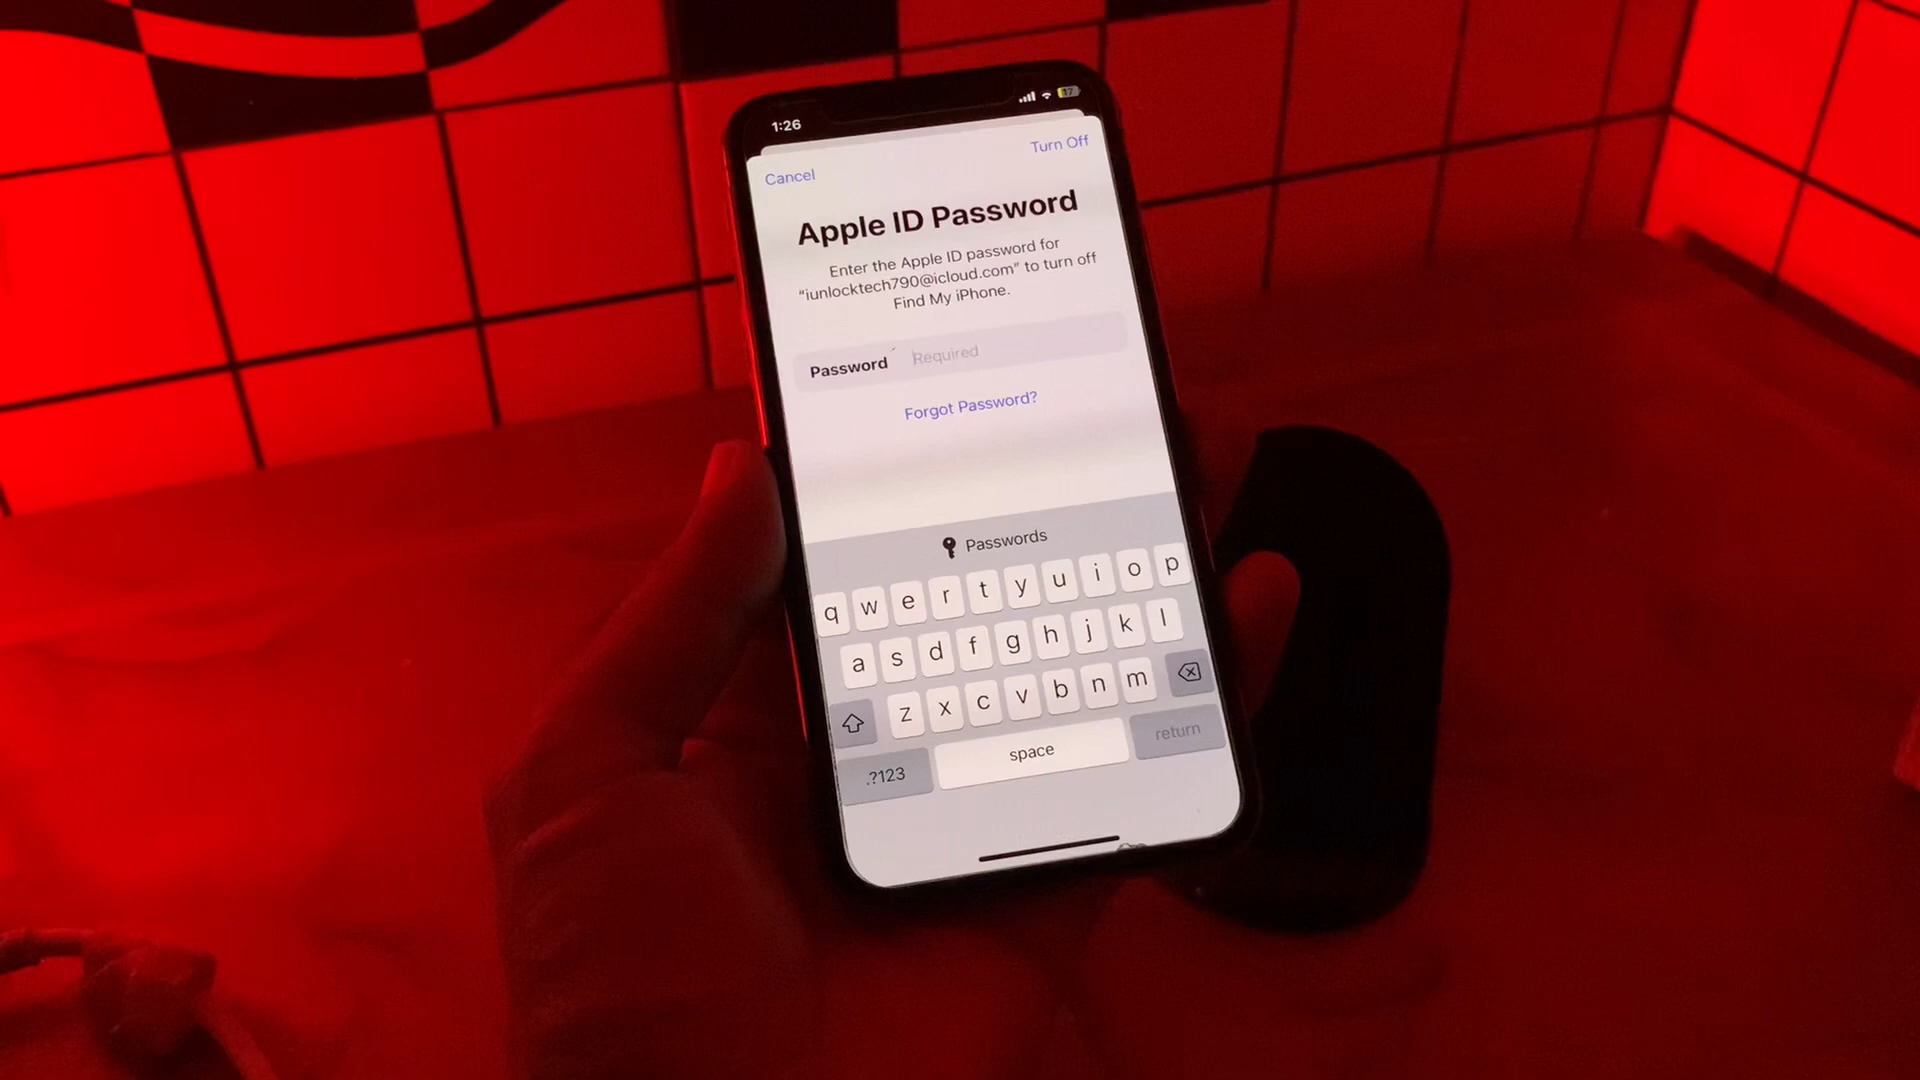 1:26
17
Cancel
Turn Off
Apple ID Password
Enter the Apple ID password for
“iunlocktech790@icloud.com” to turn off
Find My iPhone.
Password Required
Forgot Password?
Passwords
q w e r t y u i o p
a s d f g h j k l
z x c v b n m
.?123 space return